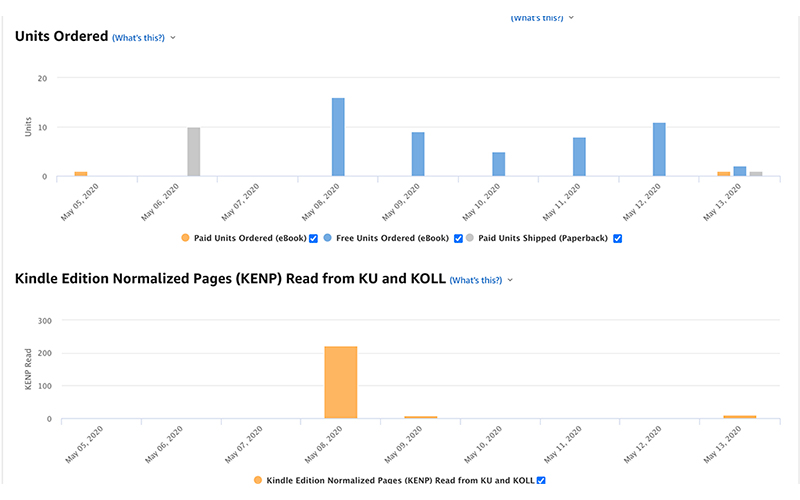 (What's this?)
Units Ordered (What's this?)
20
10
0
Units
May 05, 2020
May 06, 2020
May 07, 2020
May 08, 2020
May 09, 2020
May 10, 2020
May 11, 2020
May 12, 2020
May 13, 2020
Paid Units Ordered (eBook) Free Units Ordered (eBook) Paid Units Shipped (Paperback)
Kindle Edition Normalized Pages (KENP) Read from KU and KOLL (What's this?)
300
200
100
0
KENP Read
May 05, 2020
May 06, 2020
May 07, 2020
May 08, 2020
May 09, 2020
May 10, 2020
May 11, 2020
May 12, 2020
May 13, 2020
Kindle Edition Normalized Pages (KENP) Read from KU and KOLL